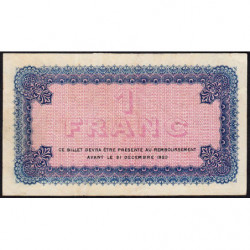 1
FRANC
CE BILLET DEVRA ÊTRE PRÉSENTÉ AU REMBOURSEMENT
AVANT LE 31 DÉCEMBRE 1920